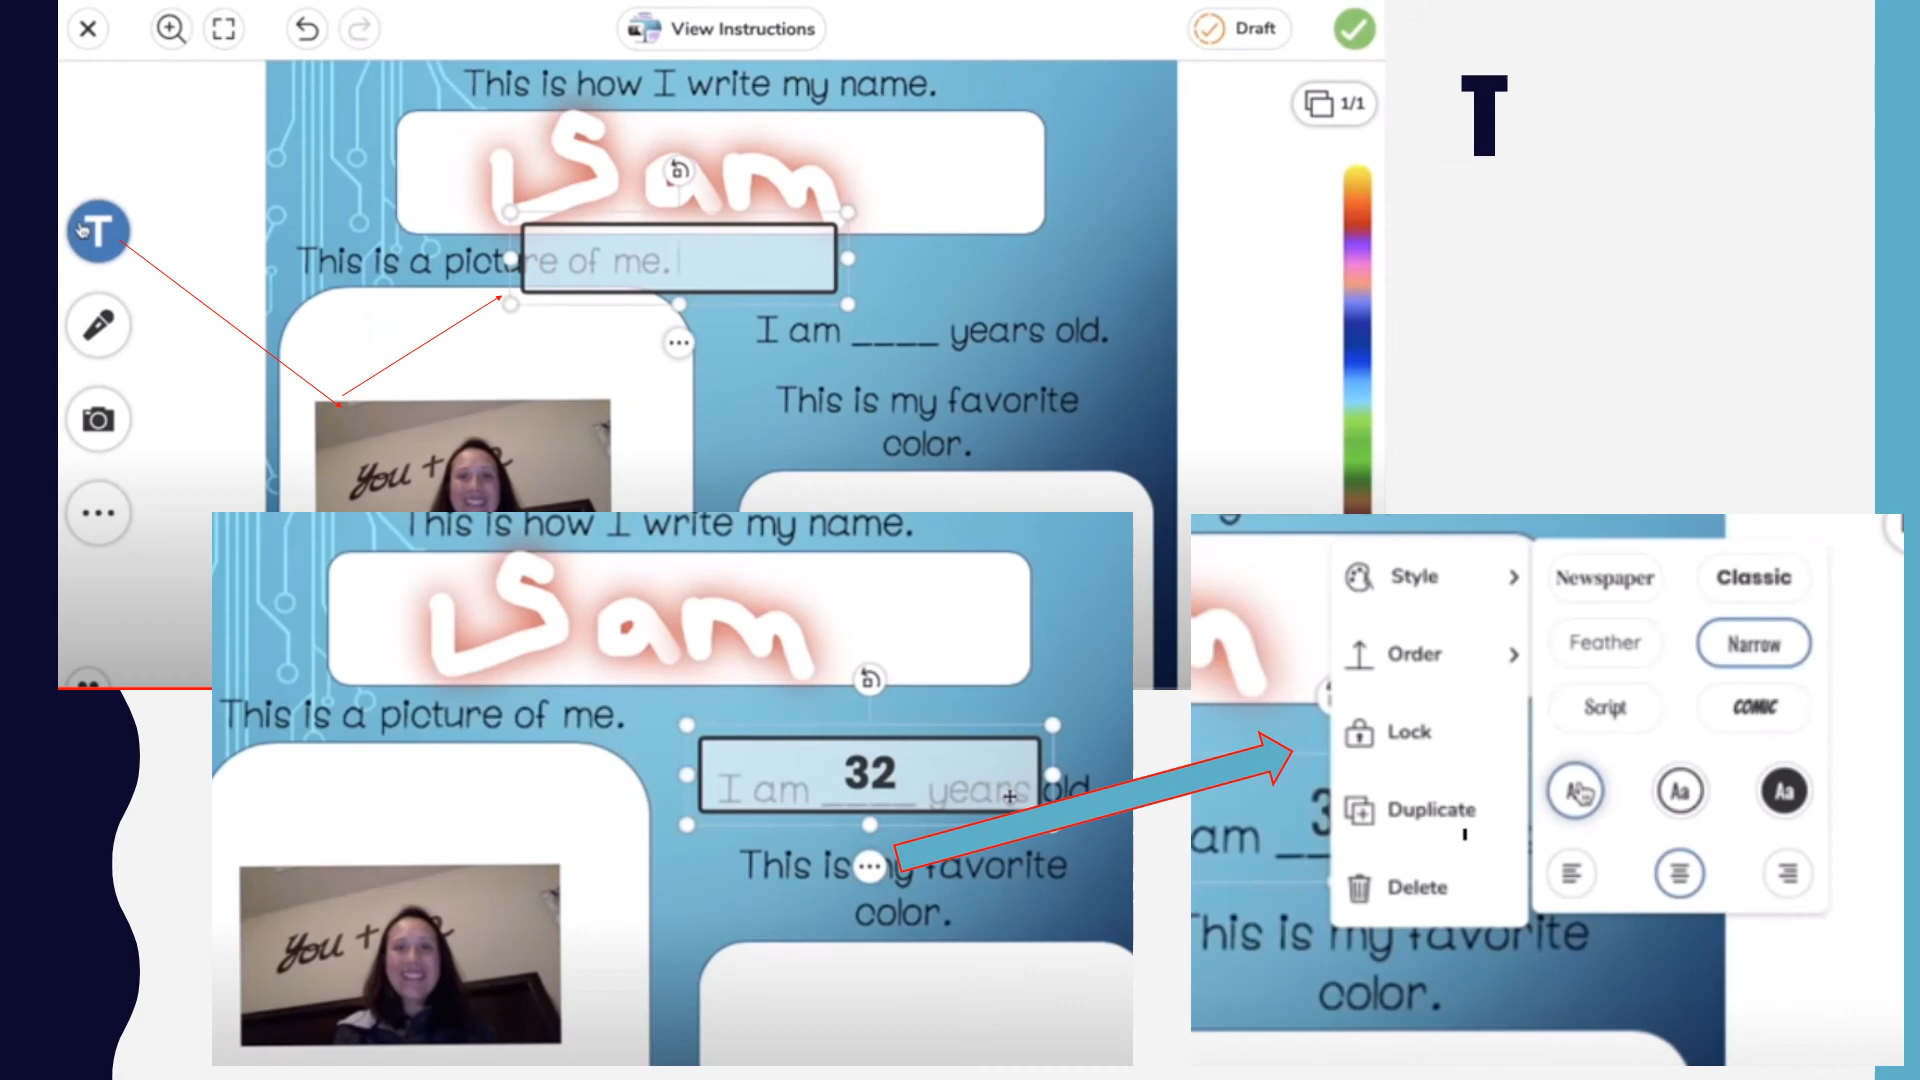 View Instructions
Draft
1/1
T
T
This is how I write my name.
Sam
This is a picture of me.
I am ____ years old.
This is my favorite
color.
You +
This is how I write my name.
Sam
This is a picture of me.
I am ____ years old
32
This is my favorite
color.
You +
Style
Order
Lock
Duplicate
Delete
Newspaper Classic
Feather Narrow
Script COMIC
Aa Aa
am __
This is my favorite
color.